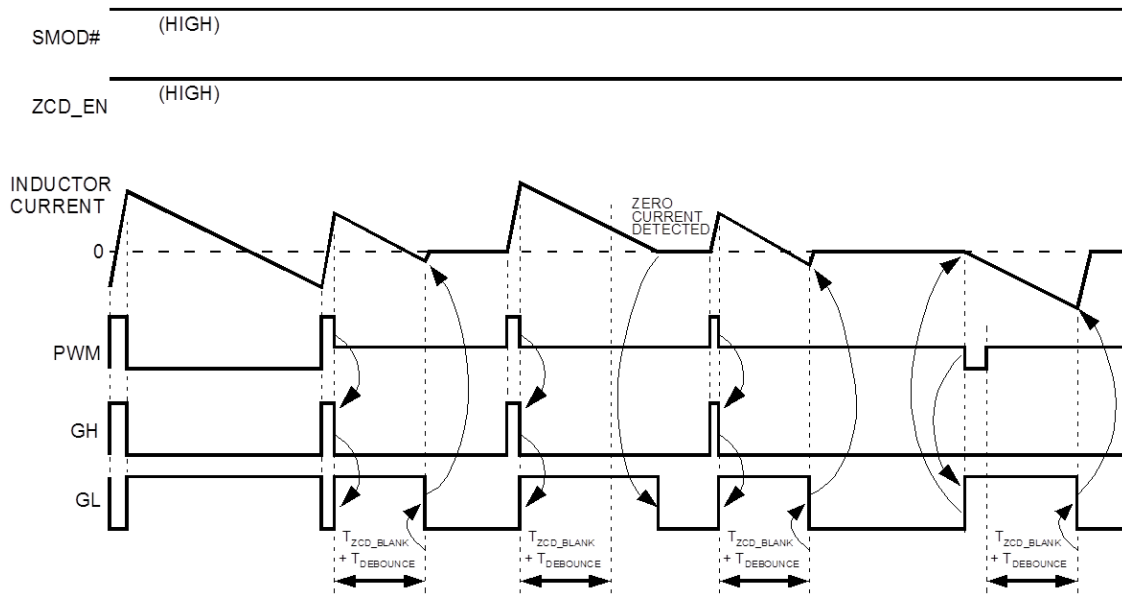 SMOD#
(HIGH)
ZCD_EN
(HIGH)
INDUCTOR
CURRENT
0
ZERO
CURRENT
DETECTED
PWM
GH
GL
TZCD_BLANK
+ TDEBOUNCE
TZCD_BLANK
+ TDEBOUNCE
TZCD_BLANK
+ TDEBOUNCE
TZCD_BLANK
+ TDEBOUNCE